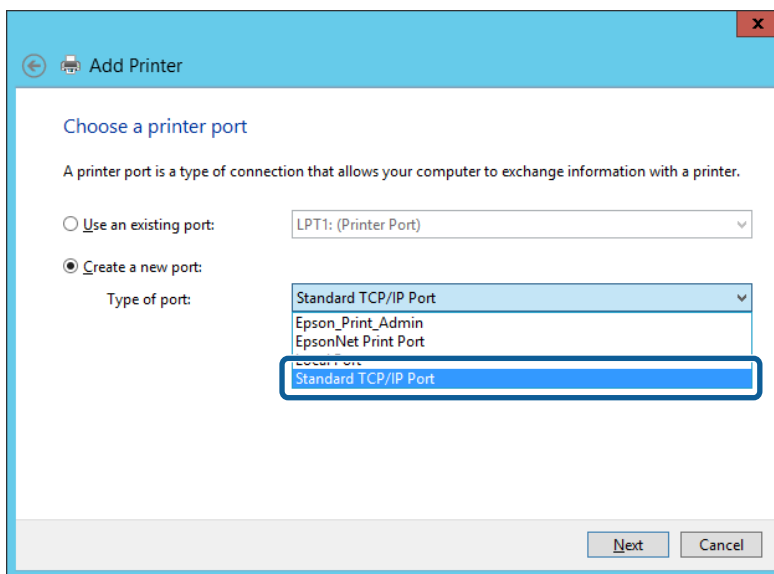 x
Add Printer
Choose a printer port
A printer port is a type of connection that allows your computer to exchange information with a printer.
Use an existing port: LPT1: (Printer Port)
Create a new port:
Type of port: Standard TCP/IP Port
Epson_Print_Admin
EpsonNet Print Port
Local Port
Standard TCP/IP Port
Next Cancel